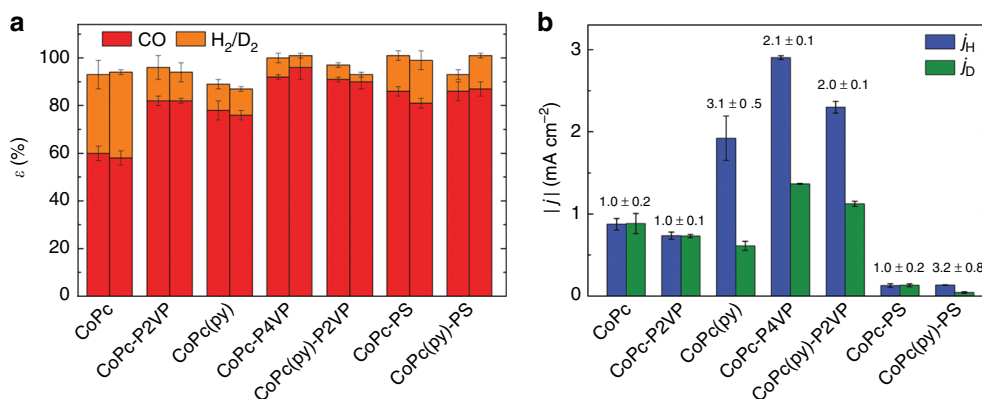 a
CO H₂/D₂
ε (%)
100
80
60
40
20
0
CoPc
CoPc-P2VP
CoPc(py)
CoPc-P4VP
CoPc(py)-P2VP
CoPc-PS
CoPc(py)-PS
b
jH
jD
|j| (mA cm⁻²)
3
2
1
0
1.0 ± 0.2
1.0 ± 0.1
3.1 ± 0.5
2.1 ± 0.1
2.0 ± 0.1
1.0 ± 0.2
3.2 ± 0.8
CoPc
CoPc-P2VP
CoPc(py)
CoPc-P4VP
CoPc(py)-P2VP
CoPc-PS
CoPc(py)-PS